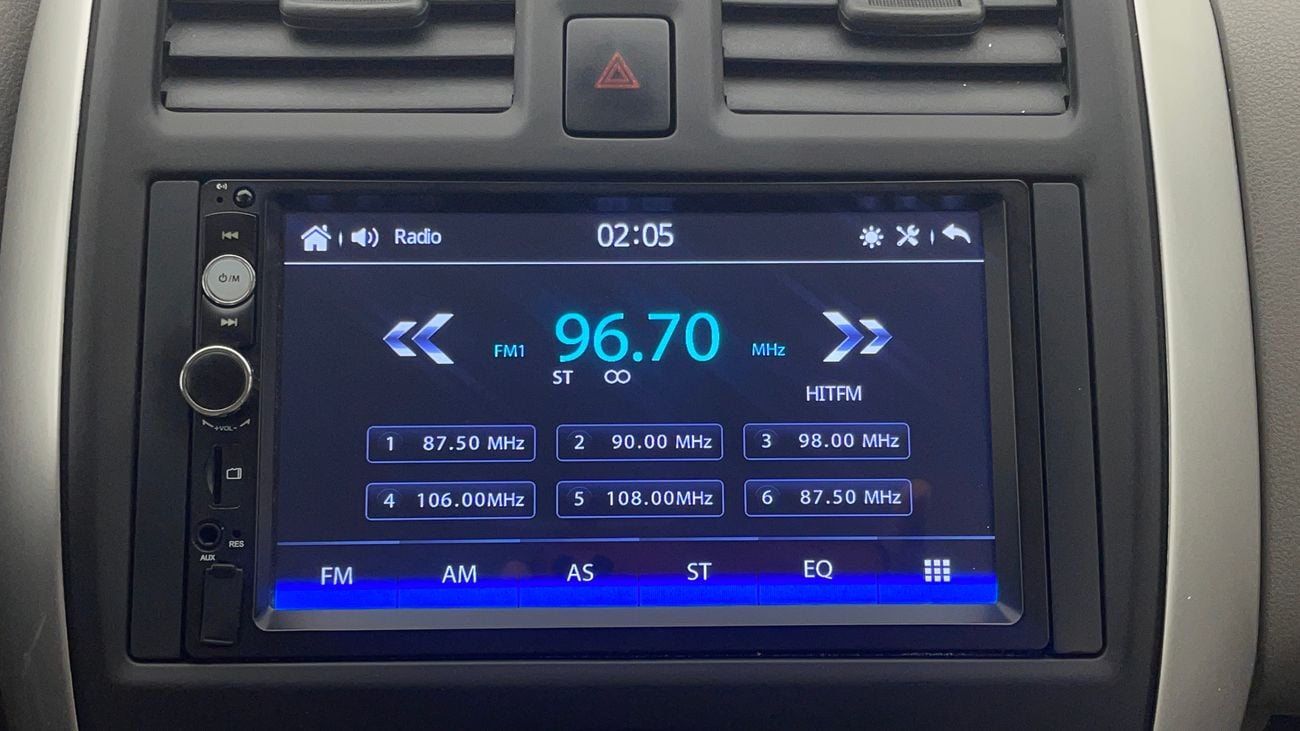 Radio 02:05
⏻/M
FM1 96.70 MHz
ST
HITFM
+VOL-
1 87.50 MHz 2 90.00 MHz 3 98.00 MHz
4 106.00MHz 5 108.00MHz 6 87.50 MHz
RES
AUX
FM AM AS ST EQ